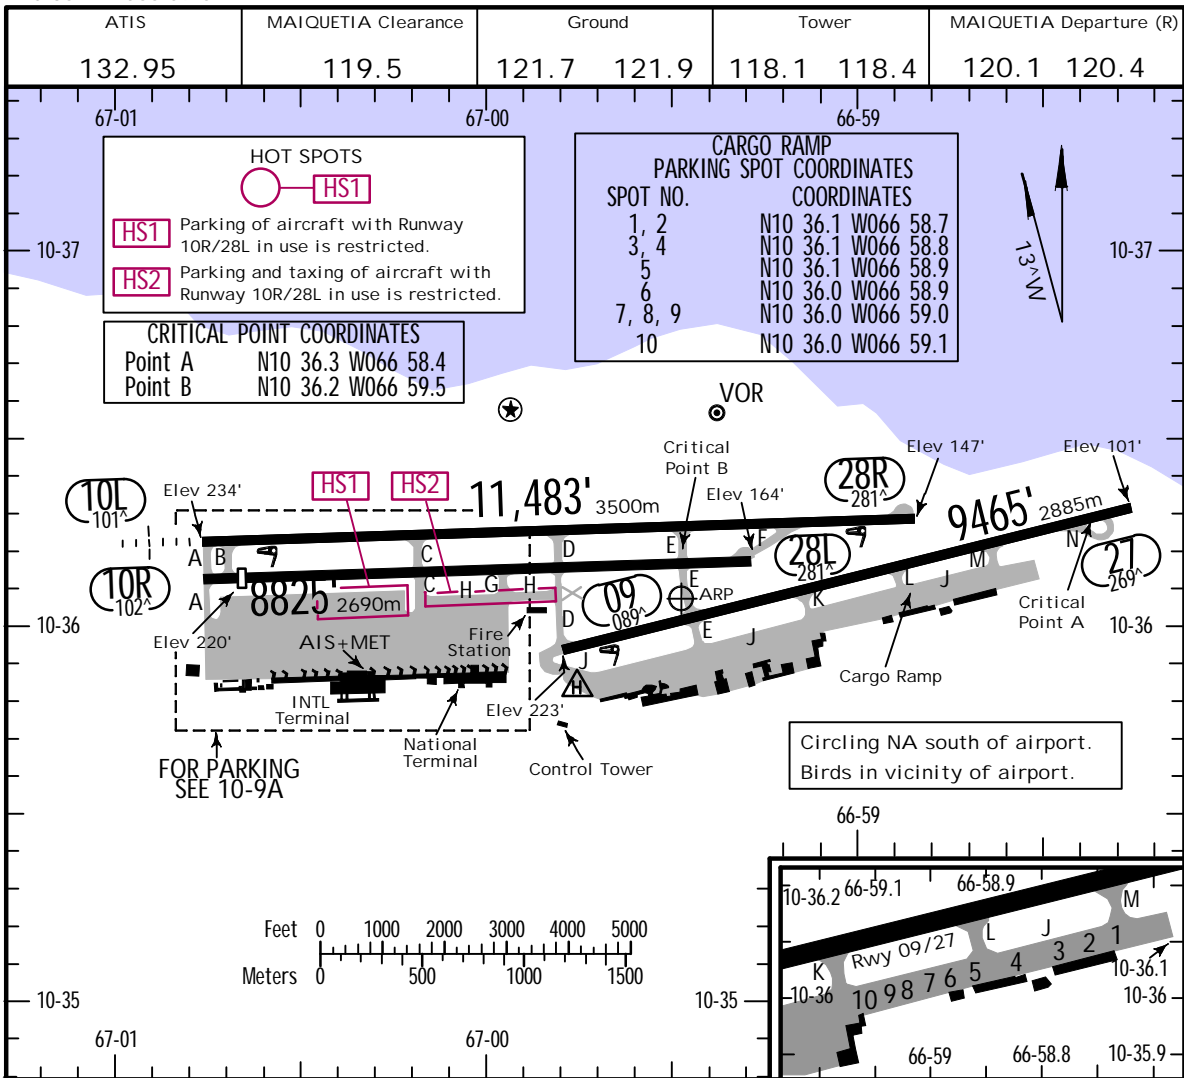 ATIS
132.95
MAIQUETIA Clearance
119.5
Ground
121.7 121.9
Tower
118.1 118.4
MAIQUETIA Departure (R)
120.1 120.4
67-01 67-00 66-59
HOT SPOTS
HS1
HS1 Parking of aircraft with Runway
10R/28L in use is restricted.
HS2 Parking and taxing of aircraft with
Runway 10R/28L in use is restricted.
CARGO RAMP
PARKING SPOT COORDINATES
SPOT NO. COORDINATES
1, 2 N10 36.1 W066 58.7
3, 4 N10 36.1 W066 58.8
5 N10 36.1 W066 58.9
6 N10 36.0 W066 58.9
7, 8, 9 N10 36.0 W066 59.0
10 N10 36.0 W066 59.1
13^W
10-37 10-37
CRITICAL POINT COORDINATES
Point A N10 36.3 W066 58.4
Point B N10 36.2 W066 59.5
VOR
Critical
Point B
Elev 147'
Elev 101'
10L
101^
Elev 234'
HS1
HS2
11,483' 3500m
Elev 164'
28R
281^
9465' 2885m
A B C D E F
28L
281^
N
27
269^
10R
102^
A
8825' 2690m
C H G H
D
09
089^
E
ARP
K L J M
Critical
Point A
10-36 10-36
Elev 220'
AIS+MET
Fire
Station
J
E
J
Cargo Ramp
H
INTL
Terminal
Elev 223'
National
Terminal
Control Tower
FOR PARKING
SEE 10-9A
Circling NA south of airport.
Birds in vicinity of airport.
66-59
Feet 0 1000 2000 3000 4000 5000
Meters 0 500 1000 1500
10-35 10-35
67-01 67-00
10-36.2 66-59.1 66-58.9
M
L J
Rwy 09/27
K
10 9 8 7 6 5 4 3 2 1
10-36.1
10-36 10-36
66-59 66-58.8 10-35.9